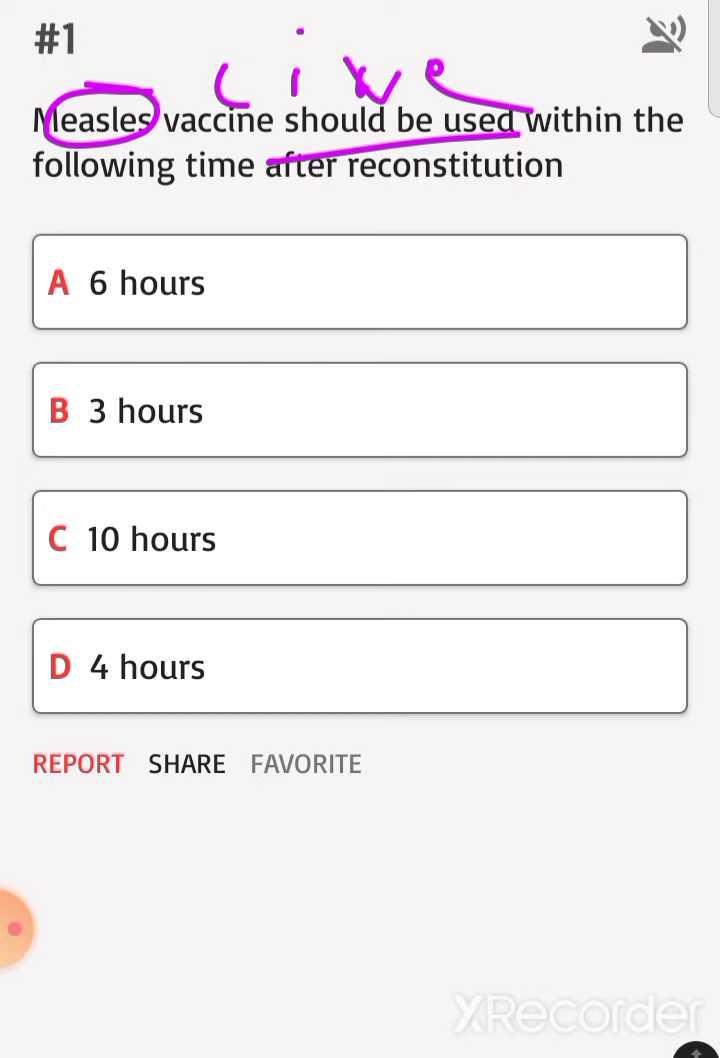 #1
Live
Measles vaccine should be used within the
following time after reconstitution
A 6 hours
B 3 hours
C 10 hours
D 4 hours
REPORT SHARE FAVORITE
XRecorder